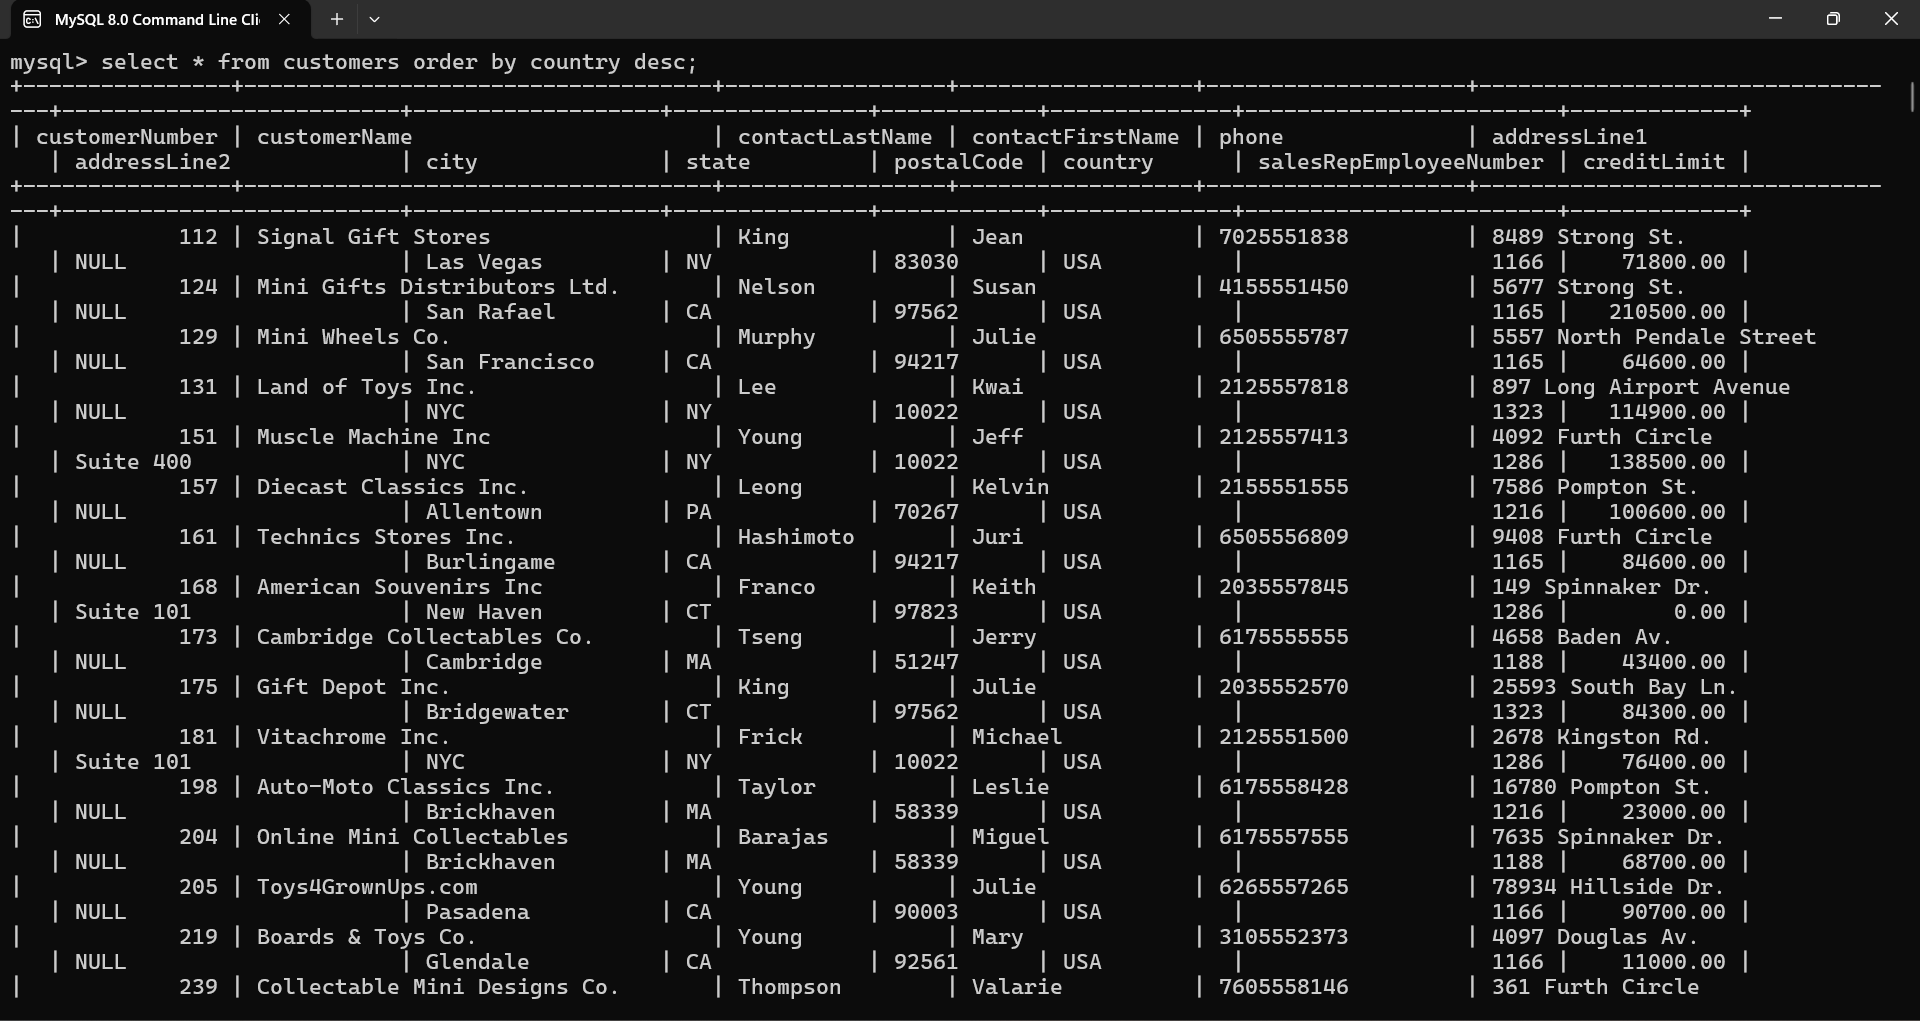 MySQL 8.0 Command Line Cli
mysql> select * from customers order by country desc;
+----------------+------------------------------------+-----------------+------------------+--------------------+-------------------------------
---+--------------------------+-------------------+---------------+------------+--------------+------------------------+-------------+
| customerNumber | customerName                       | contactLastName | contactFirstName | phone              | addressLine1
   | addressLine2             | city              | state         | postalCode | country      | salesRepEmployeeNumber | creditLimit |
+----------------+------------------------------------+-----------------+------------------+--------------------+-------------------------------
---+--------------------------+-------------------+---------------+------------+--------------+------------------------+-------------+
|            112 | Signal Gift Stores                 | King            | Jean             | 7025551838         | 8489 Strong St.
   | NULL                     | Las Vegas         | NV            | 83030      | USA          |                   1166 |    71800.00 |
|            124 | Mini Gifts Distributors Ltd.       | Nelson          | Susan            | 4155551450         | 5677 Strong St.
   | NULL                     | San Rafael        | CA            | 97562      | USA          |                   1165 |   210500.00 |
|            129 | Mini Wheels Co.                    | Murphy          | Julie            | 6505555787         | 5557 North Pendale Street
   | NULL                     | San Francisco     | CA            | 94217      | USA          |                   1165 |    64600.00 |
|            131 | Land of Toys Inc.                  | Lee             | Kwai             | 2125557818         | 897 Long Airport Avenue
   | NULL                     | NYC               | NY            | 10022      | USA          |                   1323 |   114900.00 |
|            151 | Muscle Machine Inc                 | Young           | Jeff             | 2125557413         | 4092 Furth Circle
   | Suite 400                | NYC               | NY            | 10022      | USA          |                   1286 |   138500.00 |
|            157 | Diecast Classics Inc.              | Leong           | Kelvin           | 2155551555         | 7586 Pompton St.
   | NULL                     | Allentown         | PA            | 70267      | USA          |                   1216 |   100600.00 |
|            161 | Technics Stores Inc.               | Hashimoto       | Juri             | 6505556809         | 9408 Furth Circle
   | NULL                     | Burlingame        | CA            | 94217      | USA          |                   1165 |    84600.00 |
|            168 | American Souvenirs Inc             | Franco          | Keith            | 2035557845         | 149 Spinnaker Dr.
   | Suite 101                | New Haven         | CT            | 97823      | USA          |                   1286 |        0.00 |
|            173 | Cambridge Collectables Co.         | Tseng           | Jerry            | 6175555555         | 4658 Baden Av.
   | NULL                     | Cambridge         | MA            | 51247      | USA          |                   1188 |    43400.00 |
|            175 | Gift Depot Inc.                    | King            | Julie            | 2035552570         | 25593 South Bay Ln.
   | NULL                     | Bridgewater       | CT            | 97562      | USA          |                   1323 |    84300.00 |
|            181 | Vitachrome Inc.                    | Frick           | Michael          | 2125551500         | 2678 Kingston Rd.
   | Suite 101                | NYC               | NY            | 10022      | USA          |                   1286 |    76400.00 |
|            198 | Auto-Moto Classics Inc.            | Taylor          | Leslie           | 6175558428         | 16780 Pompton St.
   | NULL                     | Brickhaven        | MA            | 58339      | USA          |                   1216 |    23000.00 |
|            204 | Online Mini Collectables           | Barajas         | Miguel           | 6175557555         | 7635 Spinnaker Dr.
   | NULL                     | Brickhaven        | MA            | 58339      | USA          |                   1188 |    68700.00 |
|            205 | Toys4GrownUps.com                  | Young           | Julie            | 6265557265         | 78934 Hillside Dr.
   | NULL                     | Pasadena          | CA            | 90003      | USA          |                   1166 |    90700.00 |
|            219 | Boards & Toys Co.                  | Young           | Mary             | 3105552373         | 4097 Douglas Av.
   | NULL                     | Glendale          | CA            | 92561      | USA          |                   1166 |    11000.00 |
|            239 | Collectable Mini Designs Co.       | Thompson        | Valarie          | 7605558146         | 361 Furth Circle